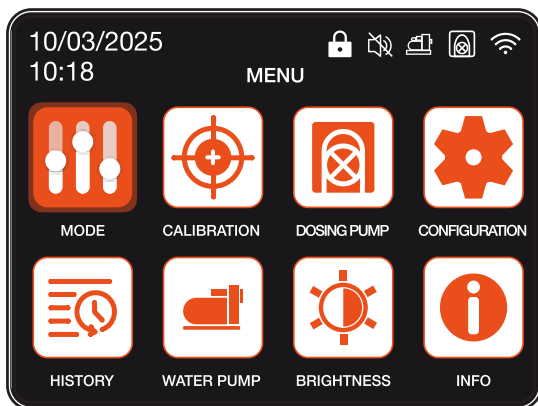 10/03/2025
10:18
MENU
MODE
CALIBRATION
DOSING PUMP
CONFIGURATION
HISTORY
WATER PUMP
BRIGHTNESS
INFO